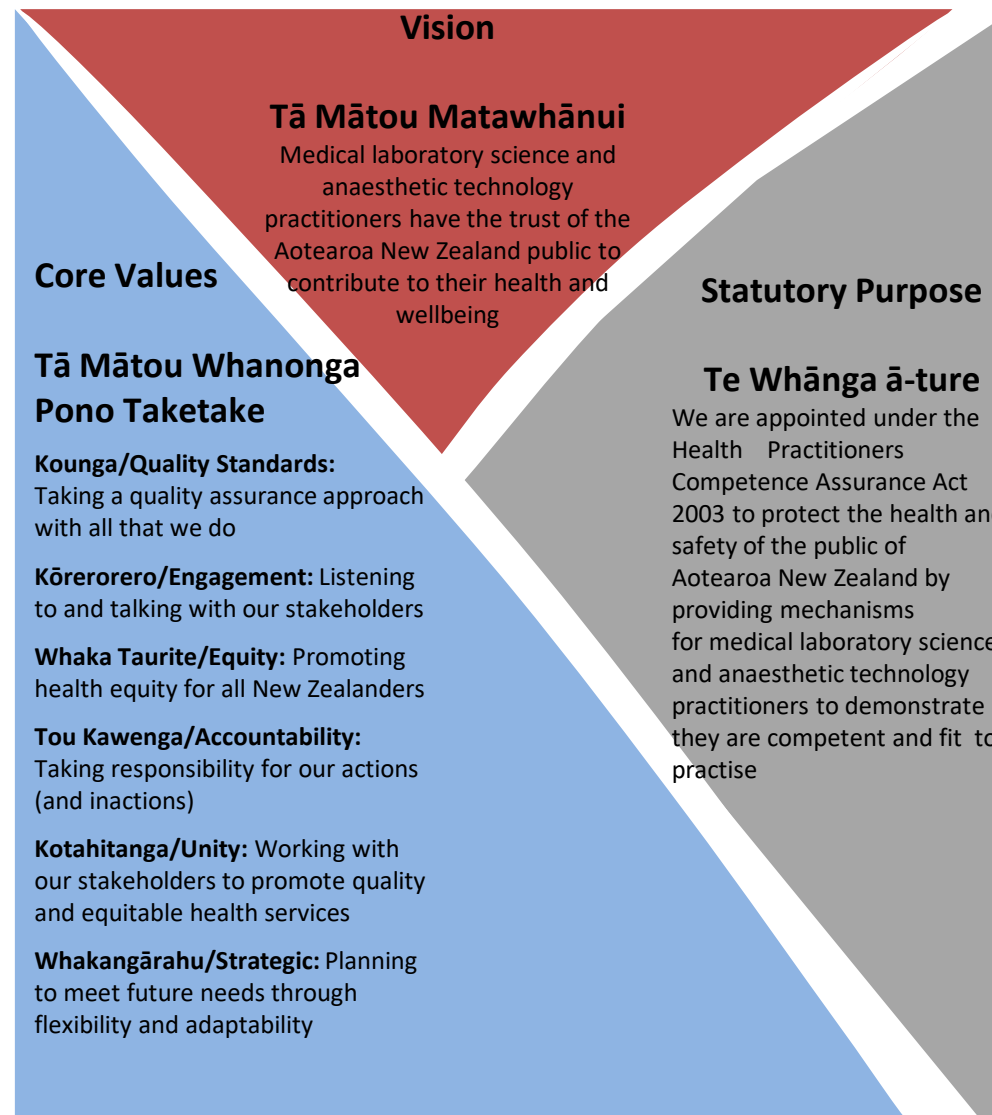 Vision
Tā Mātou Matawhānui
Medical laboratory science and
anaesthetic technology
practitioners have the trust of the
Aotearoa New Zealand public to
contribute to their health and
wellbeing
Core Values
Tā Mātou Whanonga
Pono Taketake
Kounga/Quality Standards:
Taking a quality assurance approach
with all that we do
Kōrerorero/Engagement: Listening
to and talking with our stakeholders
Whaka Taurite/Equity: Promoting
health equity for all New Zealanders
Tou Kawenga/Accountability:
Taking responsibility for our actions
(and inactions)
Kotahitanga/Unity: Working with
our stakeholders to promote quality
and equitable health services
Whakangārahu/Strategic: Planning
to meet future needs through
flexibility and adaptability
Statutory Purpose
Te Whānga ā-ture
We are appointed under the
Health Practitioners
Competence Assurance Act
2003 to protect the health an
safety of the public of
Aotearoa New Zealand by
providing mechanisms
for medical laboratory science
and anaesthetic technology
practitioners to demonstrate
they are competent and fit to
practise